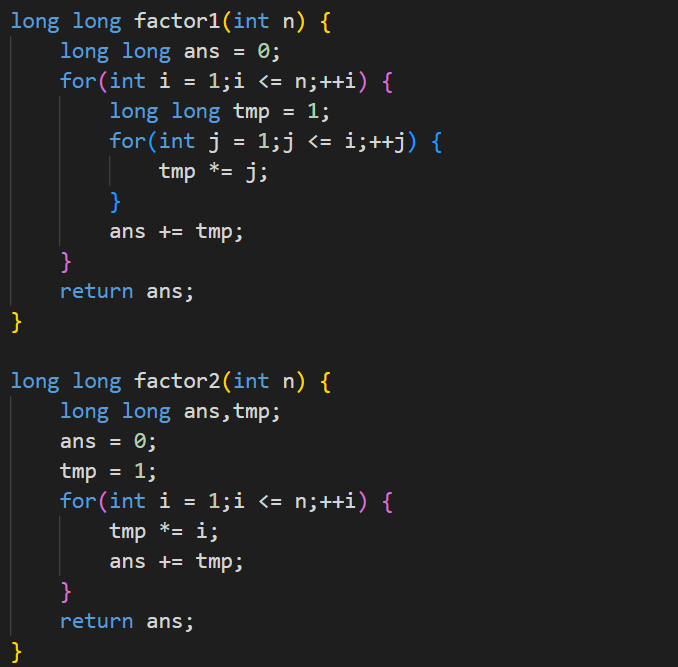 long long factor1(int n) {
    long long ans = 0;
    for(int i = 1;i <= n;++i) {
        long long tmp = 1;
        for(int j = 1;j <= i;++j) {
            tmp *= j;
        }
        ans += tmp;
    }
    return ans;
}

long long factor2(int n) {
    long long ans,tmp;
    ans = 0;
    tmp = 1;
    for(int i = 1;i <= n;++i) {
        tmp *= i;
        ans += tmp;
    }
    return ans;
}